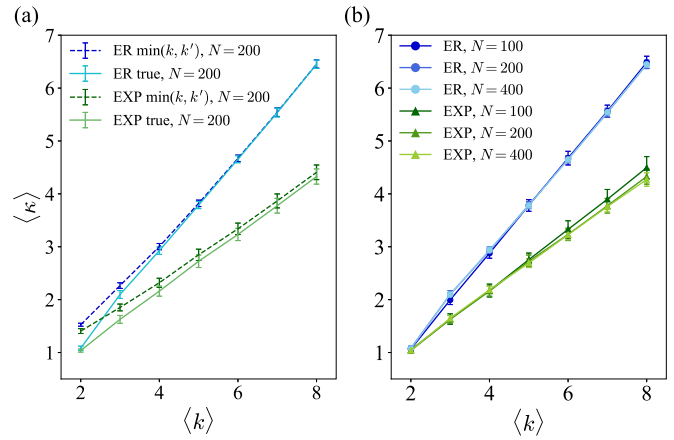 (a)
7
6
5
4
3
2
1
⟨κ⟩
ER min(k, k′), N = 200
ER true, N = 200
EXP min(k, k′), N = 200
EXP true, N = 200
2 4 6 8
⟨k⟩
(b)
7
6
5
4
3
2
1
ER, N = 100
ER, N = 200
ER, N = 400
EXP, N = 100
EXP, N = 200
EXP, N = 400
2 4 6 8
⟨k⟩